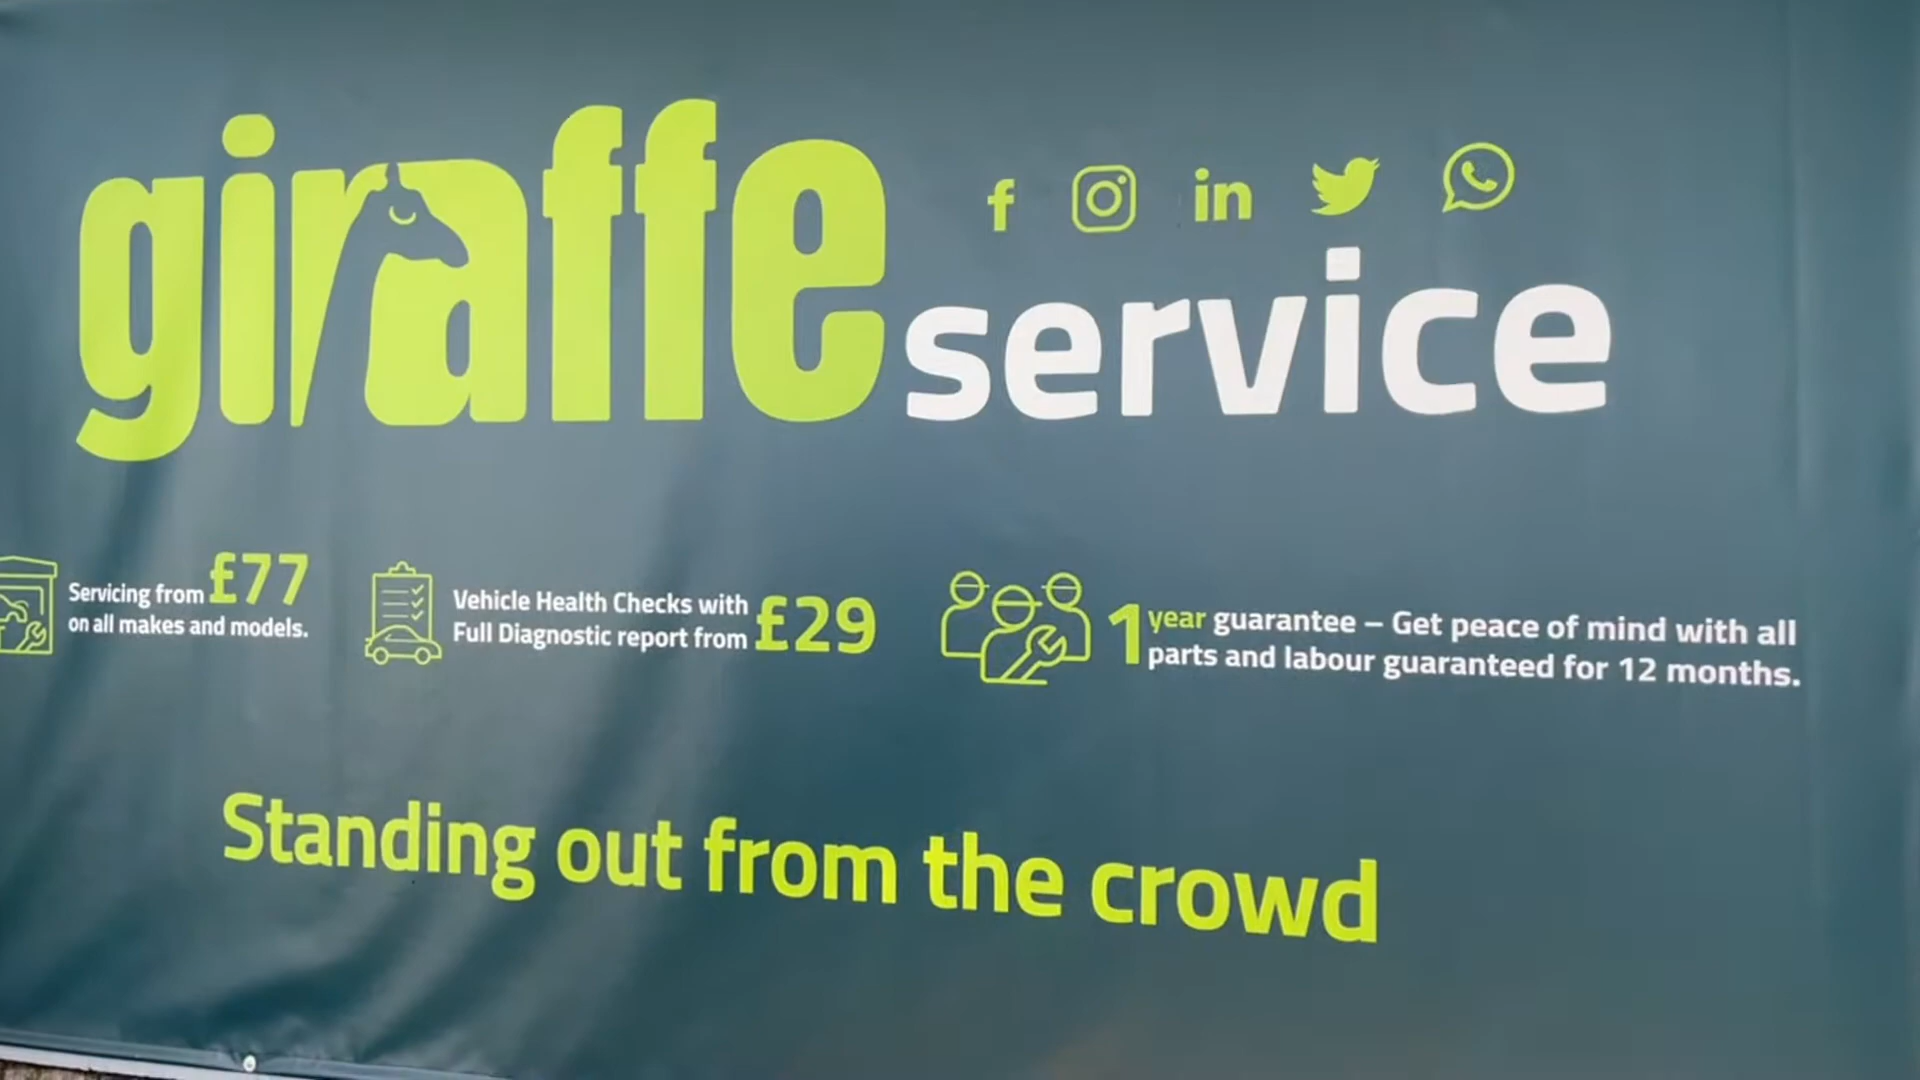 giraffe service
Servicing from £77
on all makes and models.
Vehicle Health Checks with
Full Diagnostic report from £29
1 year guarantee – Get peace of mind with all
parts and labour guaranteed for 12 months.
Standing out from the crowd